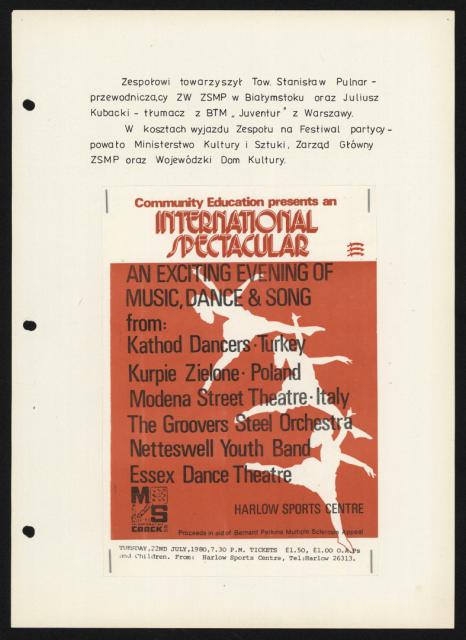 Zespołowi towarzyszył Tow. Stanisław Pulnar -
przewodniczący ZW ZSMP w Białymstoku oraz Juliusz
Kubacki - tłumacz z BTM „Juventur" z Warszawy.
W kosztach wyjazdu Zespołu na Festiwal partycy-
powało Ministerstwo Kultury i Sztuki, Zarząd Główny
ZSMP oraz Wojewódzki Dom Kultury.
Community Education presents an
INTERNATIONAL
SPECTACULAR
AN EXCITING EVENING OF
MUSIC, DANCE & SONG
from:
Kathod Dancers · Turkey
Kurpie Zielone · Poland
Modena Street Theatre · Italy
The Groovers Steel Orchestra
Netteswell Youth Band
Essex Dance Theatre
M S
HARLOW SPORTS CENTRE
Proceeds in aid of Bernard Perkins Multiple Sclerosis Appeal
TUESDAY, 22ND JULY, 1980, 7.30 P.M. TICKETS £1.50, £1.00 O.A.Ps
and Children. From: Harlow Sports Centre, Tel: Harlow 26313.